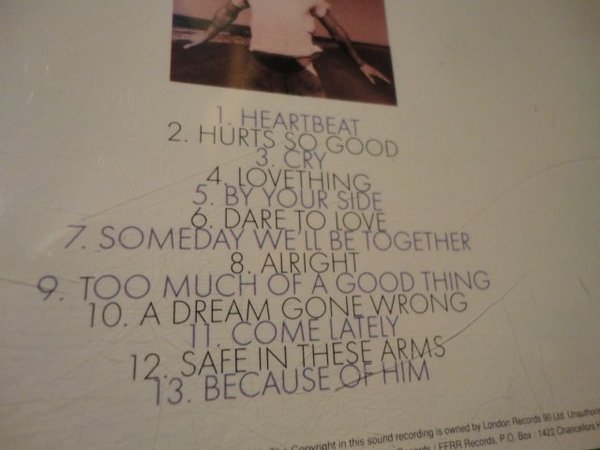 1. HEARTBEAT
2. HURTS SO GOOD
3. CRY
4. LOVETHING
5. BY YOUR SIDE
6. DARE TO LOVE
7. SOMEDAY WE'LL BE TOGETHER
8. ALRIGHT
9. TOO MUCH OF A GOOD THING
10. A DREAM GONE WRONG
11. COME LATELY
12. SAFE IN THESE ARMS
13. BECAUSE OF HIM
Copyright in this sound recording is owned by London Records 90 Ltd. Unauthoris
/ FFRR Records. P.O. Box 1422 Chancellors H